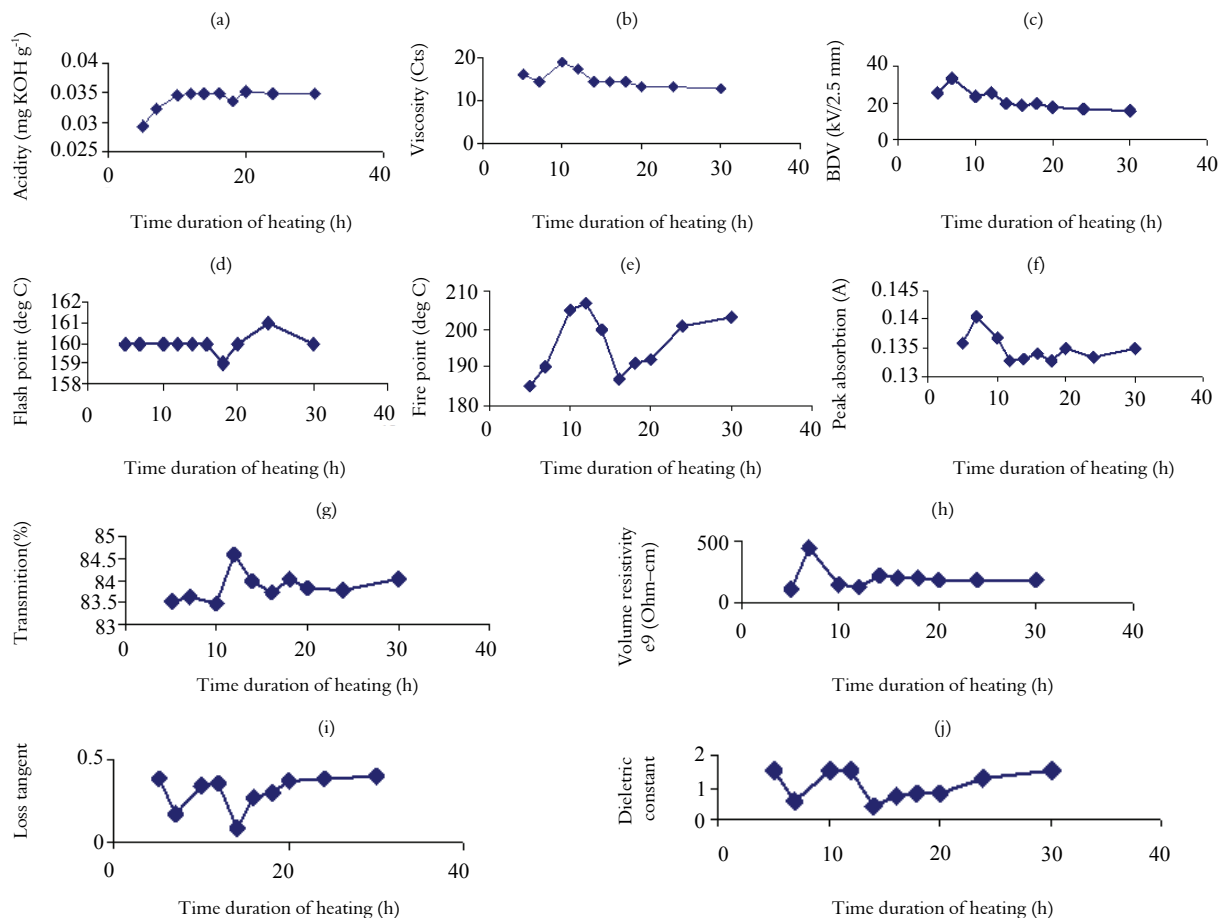 (a)
Acidity (mg KOH g-1)
0.04
0.035
0.03
0.025
0
20
40
Time duration of heating (h)
(b)
Viscosity (Cts)
20
10
0
0
10
20
30
40
Time duration of heating (h)
(c)
BDV (kV/2.5 mm)
40
20
0
0
10
20
30
40
Time duration of heating (h)
(d)
Flash point (deg C)
162
161
160
159
158
0
10
20
30
40
Time duration of heating (h)
(e)
Fire point (deg C)
210
200
190
180
0
10
20
30
40
Time duration of heating (h)
(f)
Peak absorbtion (A)
0.145
0.14
0.135
0.13
0
10
20
30
40
Time duration of heating (h)
(g)
Transmition(%)
85
84.5
84
83.5
83
0
10
20
30
40
Time duration of heating (h)
(h)
Volume resistivity
e9 (Ohm–cm)
500
0
0
10
20
30
40
Time duration of heating (h)
(i)
Loss tangent
0.5
0
0
20
40
Time duration of heating (h)
(j)
Dielectric
constant
2
1
0
0
10
20
30
40
Time duration of heating (h)